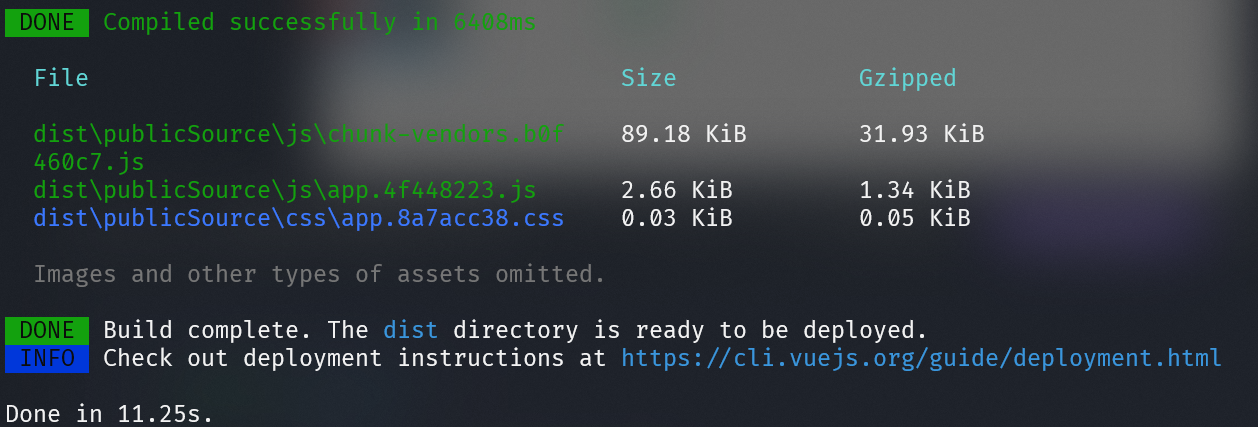 DONE Compiled successfully in 6408ms
File Size Gzipped
dist\publicSource\js\chunk-vendors.b0f 89.18 KiB 31.93 KiB
460c7.js
dist\publicSource\js\app.4f448223.js 2.66 KiB 1.34 KiB
dist\publicSource\css\app.8a7acc38.css 0.03 KiB 0.05 KiB
Images and other types of assets omitted.
DONE Build complete. The dist directory is ready to be deployed.
INFO Check out deployment instructions at https://cli.vuejs.org/guide/deployment.html
Done in 11.25s.